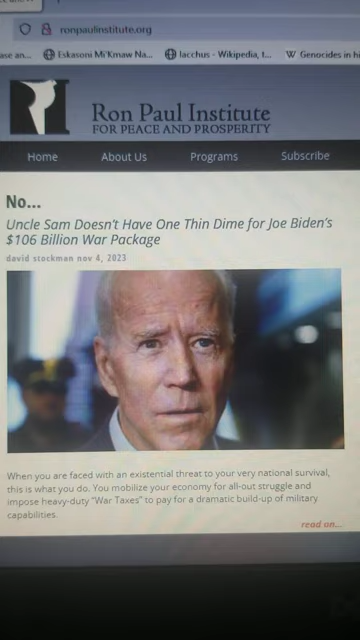 ronpaulinstitute.org
Eskasoni Mi'Kmaw Na... Iacchus - Wikipedia, t... Genocides in hi
Ron Paul Institute
FOR PEACE AND PROSPERITY
Home About Us Programs Subscribe
No...
Uncle Sam Doesn't Have One Thin Dime for Joe Biden's
$106 Billion War Package
david stockman nov 4, 2023
When you are faced with an existential threat to your very national survival,
this is what you do. You mobilize your economy for all-out struggle and
impose heavy-duty "War Taxes" to pay for a dramatic build-up of military
capabilities.
read on...